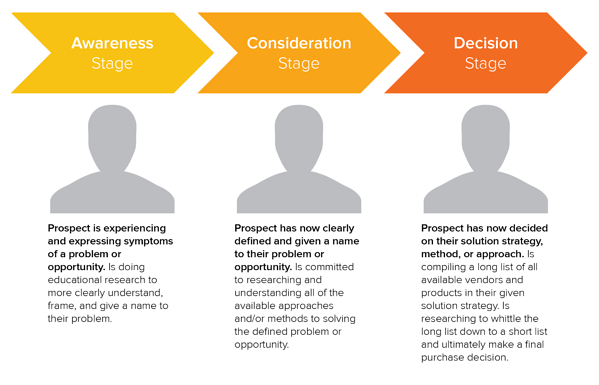 Awareness
Stage
Consideration
Stage
Decision
Stage
Prospect is experiencing
and expressing symptoms
of a problem or
opportunity. Is doing
educational research to
more clearly understand,
frame, and give a name to
their problem.
Prospect has now clearly
defined and given a name
to their problem or
opportunity. Is committed
to researching and
understanding all of the
available approaches
and/or methods to solving
the defined problem or
opportunity.
Prospect has now decided
on their solution strategy,
method, or approach. Is
compiling a long list of all
available vendors and
products in their given
solution strategy. Is
researching to whittle the
long list down to a short list
and ultimately make a final
purchase decision.